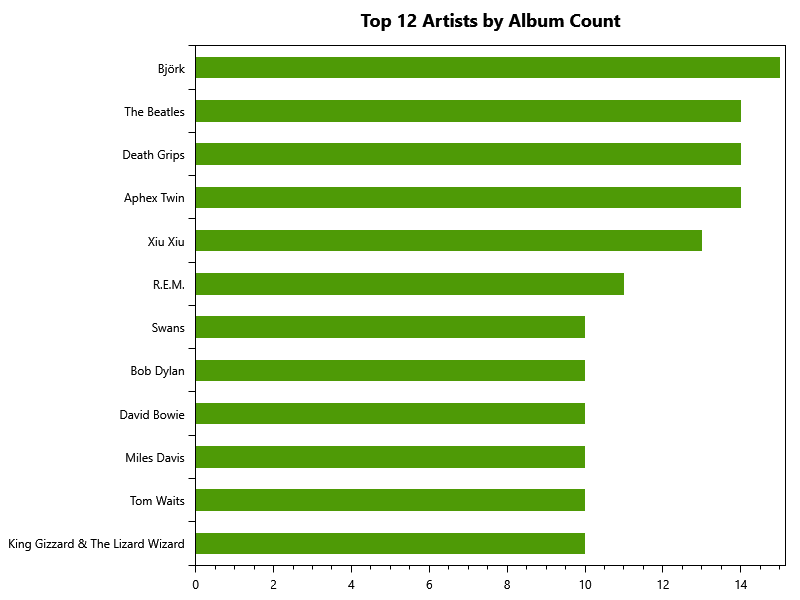 Top 12 Artists by Album Count
Björk
The Beatles
Death Grips
Aphex Twin
Xiu Xiu
R.E.M.
Swans
Bob Dylan
David Bowie
Miles Davis
Tom Waits
King Gizzard & The Lizard Wizard
0 2 4 6 8 10 12 14